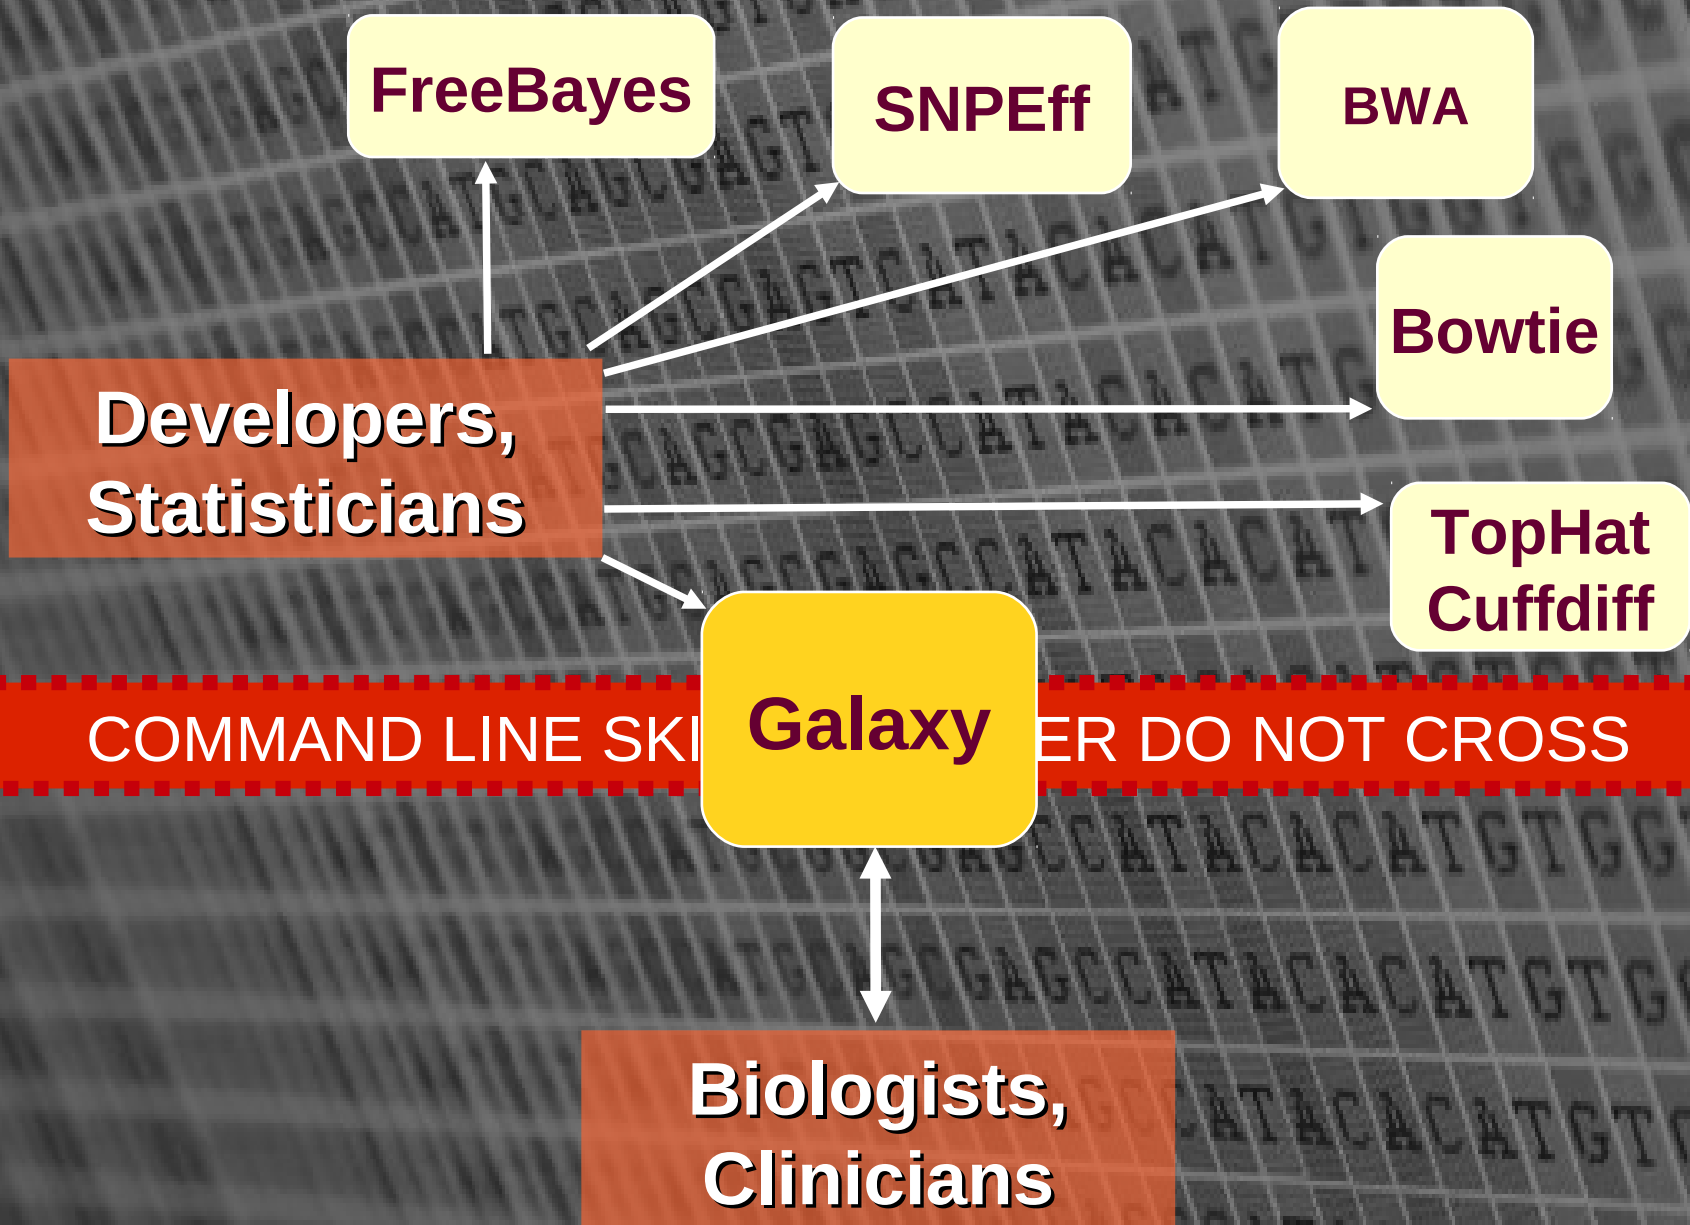 FreeBayes
SNPEff
BWA
Bowtie
Developers,
Statisticians
TopHat
Cuffdiff
Galaxy
COMMAND LINE SKI ER DO NOT CROSS
Biologists,
Clinicians